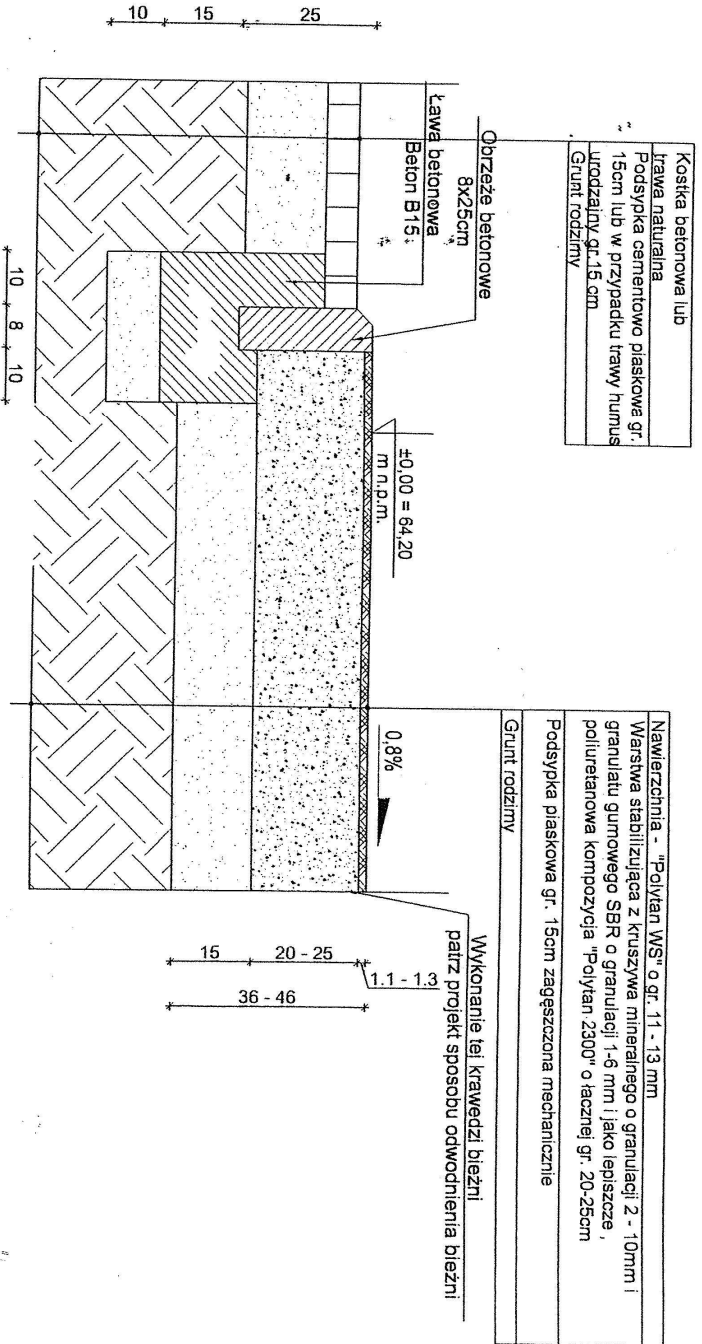 Kostka betonowa lub
trawa naturalna
Podsypka cementowo piaskowa gr.
15cm lub w przypadku trawy humus
urodzajny gr.15 cm
Grunt rodzimy
Nawierzchnia - "Polytan WS" o gr. 11 - 13 mm
Warstwa stabilizująca z kruszywa mineralnego o granulacji 2 - 10mm i
granulatu gumowego SBR o granulacji 1-6 mm i jako lepiszcze ,
poliuretanowa kompozycja "Polytan 2300" o łacznej gr. 20-25cm
Podsypka piaskowa gr. 15cm zagęszczona mechanicznie
Grunt rodzimy
Obrzeże betonowe
8x25cm
Ława betonowa
Beton B15
±0,00 = 64,20
m n.p.m.
0,8%
Wykonanie tej krawedzi bieżni
patrz projekt sposobu odwodnienia bieżni
25
15
10
10
8
10
1.1 - 1.3
20 - 25
15
36 - 46